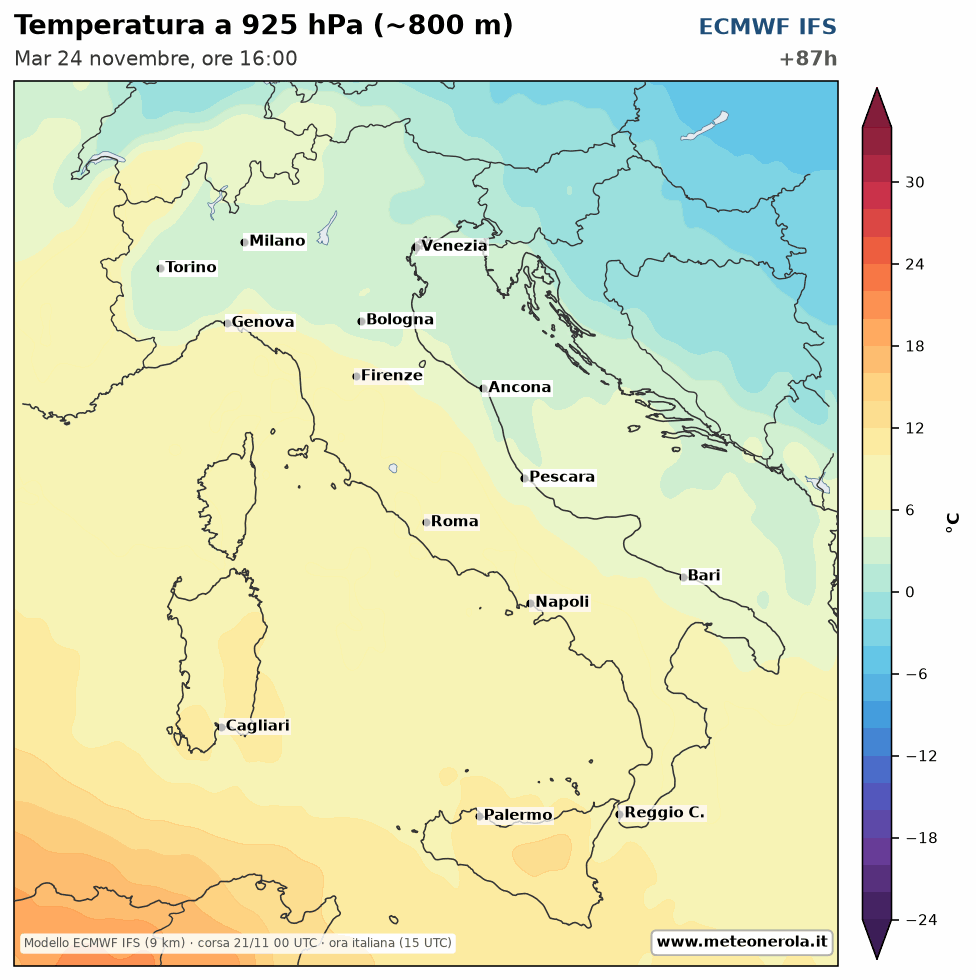 Temperatura a 925 hPa (~800 m)
ECMWF IFS
Mar 24 novembre, ore 16:00
+87h
Milano
Venezia
Torino
Genova
Bologna
Firenze
Ancona
Pescara
Roma
Bari
Napoli
Cagliari
Palermo
Reggio C.
30
24
18
12
6
0
−6
−12
−18
−24
°C
Modello ECMWF IFS (9 km) · corsa 21/11 00 UTC · ora italiana (15 UTC)
www.meteonerola.it